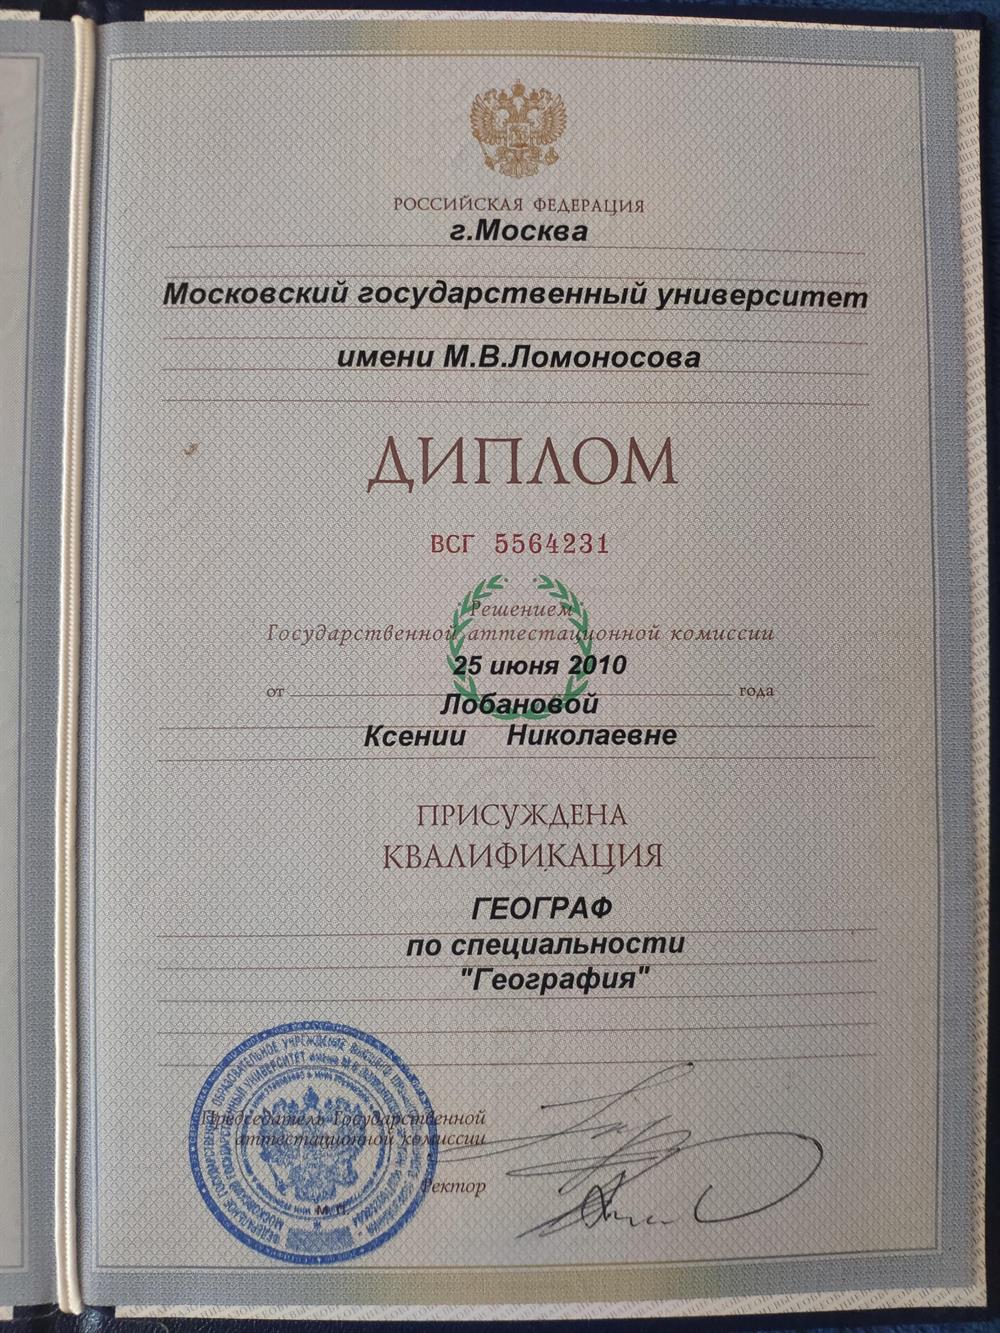 РОССИЙСКАЯ ФЕДЕРАЦИЯ
г.Москва
Московский государственный университет
имени М.В.Ломоносова
ДИПЛОМ
ВСГ 5564231
Решением
Государственной аттестационной комиссии
25 июня 2010
от года
Лобановой
Ксении Николаевне
ПРИСУЖДЕНА
КВАЛИФИКАЦИЯ
ГЕОГРАФ
по специальности
"География"
Председатель Государственной
аттестационной комиссии
Ректор
М.П.